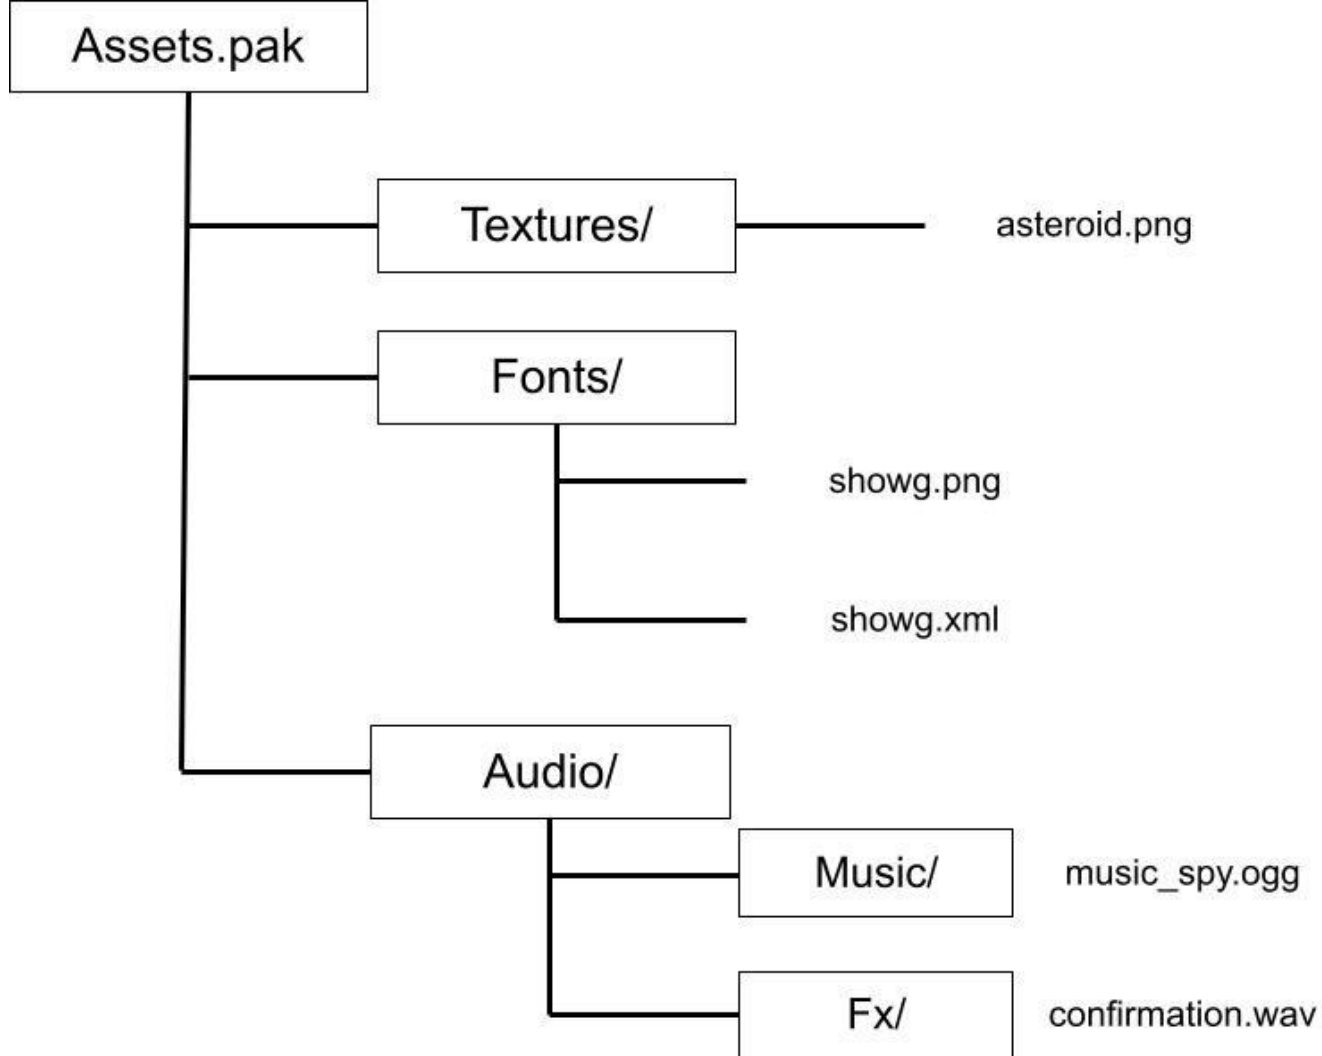 Assets.pak
Textures/
asteroid.png
Fonts/
showg.png
showg.xml
Audio/
Music/
music_spy.ogg
Fx/
confirmation.wav